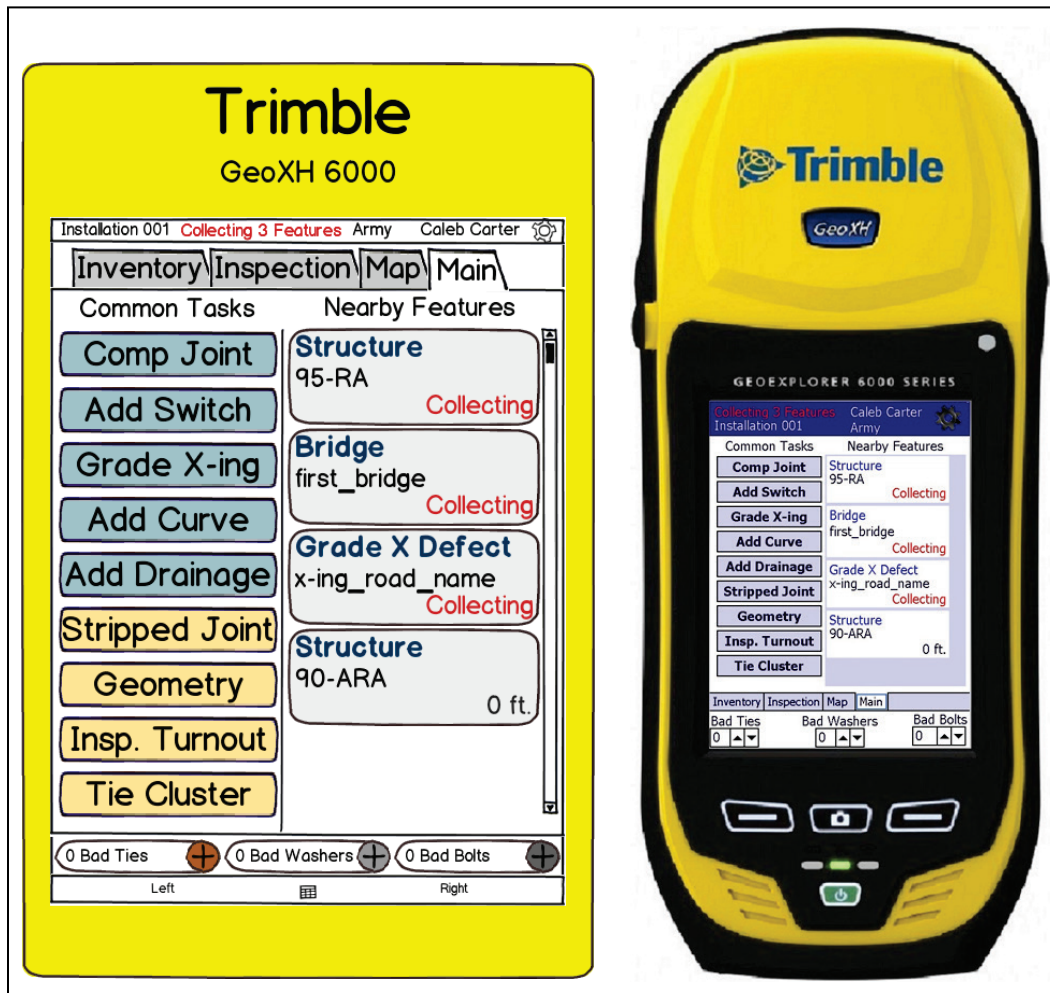 Trimble
GeoXH 6000
Installation 001 Collecting 3 Features Army Caleb Carter
Inventory Inspection Map Main
Common Tasks Nearby Features
Comp Joint
Add Switch
Grade X-ing
Add Curve
Add Drainage
Stripped Joint
Geometry
Insp. Turnout
Tie Cluster
Structure
95-RA
Collecting
Bridge
first_bridge
Collecting
Grade X Defect
x-ing_road_name
Collecting
Structure
90-ARA
0 ft.
0 Bad Ties 0 Bad Washers 0 Bad Bolts
Left Right
Trimble
GeoXH
GEOEXPLORER 6000 SERIES
Collecting 3 Features Caleb Carter
Installation 001 Army
Common Tasks Nearby Features
Comp Joint
Add Switch
Grade X-ing
Add Curve
Add Drainage
Stripped Joint
Geometry
Insp. Turnout
Tie Cluster
Structure
95-RA
Collecting
Bridge
first_bridge
Collecting
Grade X Defect
x-ing_road_name
Collecting
Structure
90-ARA
0 ft.
Inventory Inspection Map Main
Bad Ties Bad Washers Bad Bolts
0 0 0